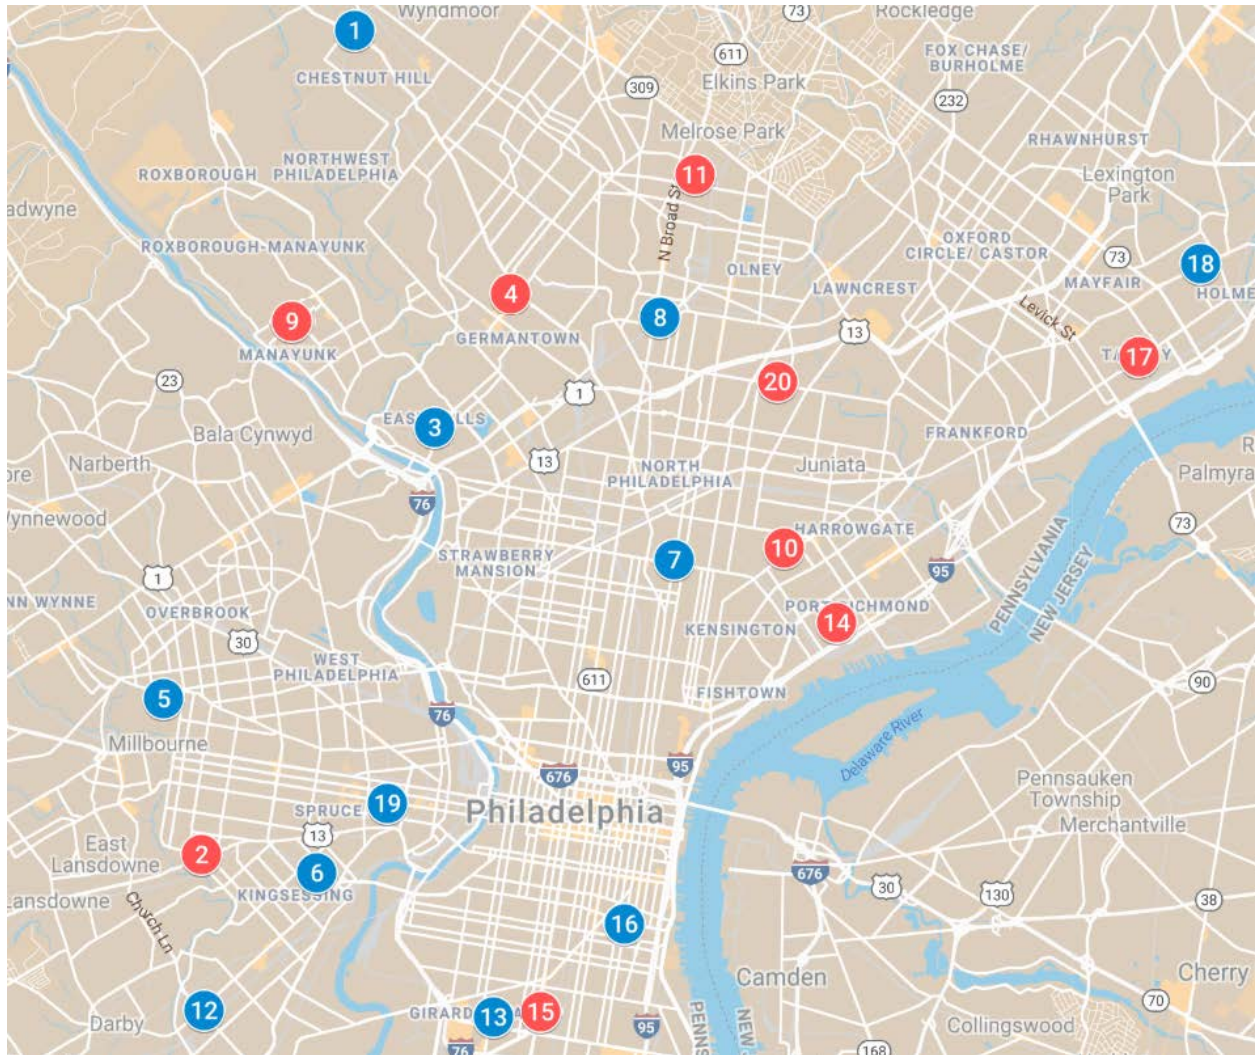 Wyndmoor
73
Rockledge
1
611
FOX CHASE/
BURHOLME
CHESTNUT HILL
309
Elkins Park
232
Melrose Park
RHAWNHURST
NORTHWEST
PHILADELPHIA
ROXBOROUGH
11
Lexington
Park
adwyne
N Broad St
ROXBOROUGH-MANAYUNK
OXFORD
CIRCLE/ CASTOR
73
18
OLNEY
MAYFAIR
HOLME
4
LAWNCREST
Levick St
9
8
13
GERMANTOWN
MANAYUNK
17
23
20
1
3
Bala Cynwyd
FRANKFORD
Narberth
13
NORTH
PHILADELPHIA
Juniata
Palmyra
76
ynnewood
73
HARROWGATE
STRAWBERRY
MANSION
7
10
PENNSYLVANIA
NEW JERSEY
1
95
NN WYNNE
OVERBROOK
14
KENSINGTON
30
WEST
PHILADELPHIA
611
90
5
FISHTOWN
76
Millbourne
Delaware River
95
676
Pennsauken
Township
SPRUCE
19
Philadelphia
Merchantville
13
East
Lansdowne
2
6
676
30
130
38
KINGSESSING
Lansdowne
Church Ln
16
Camden
Cherry
12
70
GIRARD
13
15
Darby
95
Collingswood
76
168